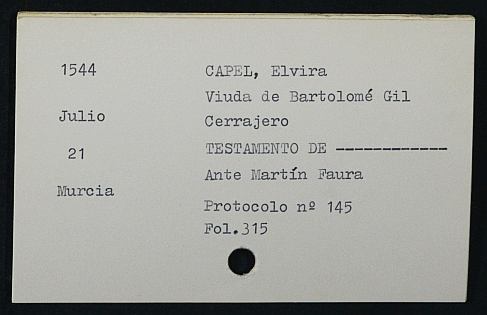 1544
CAPEL, Elvira
Viuda de Bartolomé Gil
Julio
Cerrajero
21
TESTAMENTO DE ------------
Ante Martín Faura
Murcia
Protocolo nº 145
Fol.315